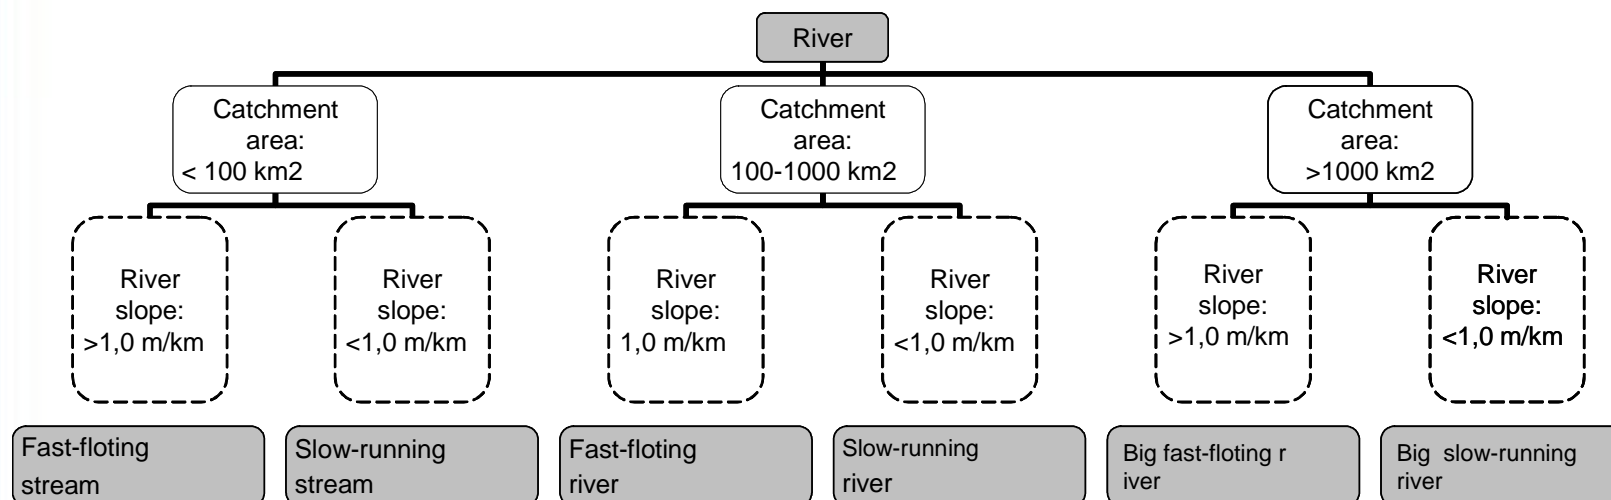 River
Catchment
area:
< 100 km2
Catchment
area:
100-1000 km2
Catchment
area:
>1000 km2
River
slope:
>1,0 m/km
River
slope:
<1,0 m/km
River
slope:
1,0 m/km
River
slope:
<1,0 m/km
River
slope:
>1,0 m/km
River
slope:
<1,0 m/km
Fast-floting
stream
Slow-running
stream
Fast-floting
river
Slow-running
river
Big fast-floting r
iver
Big slow-running
river